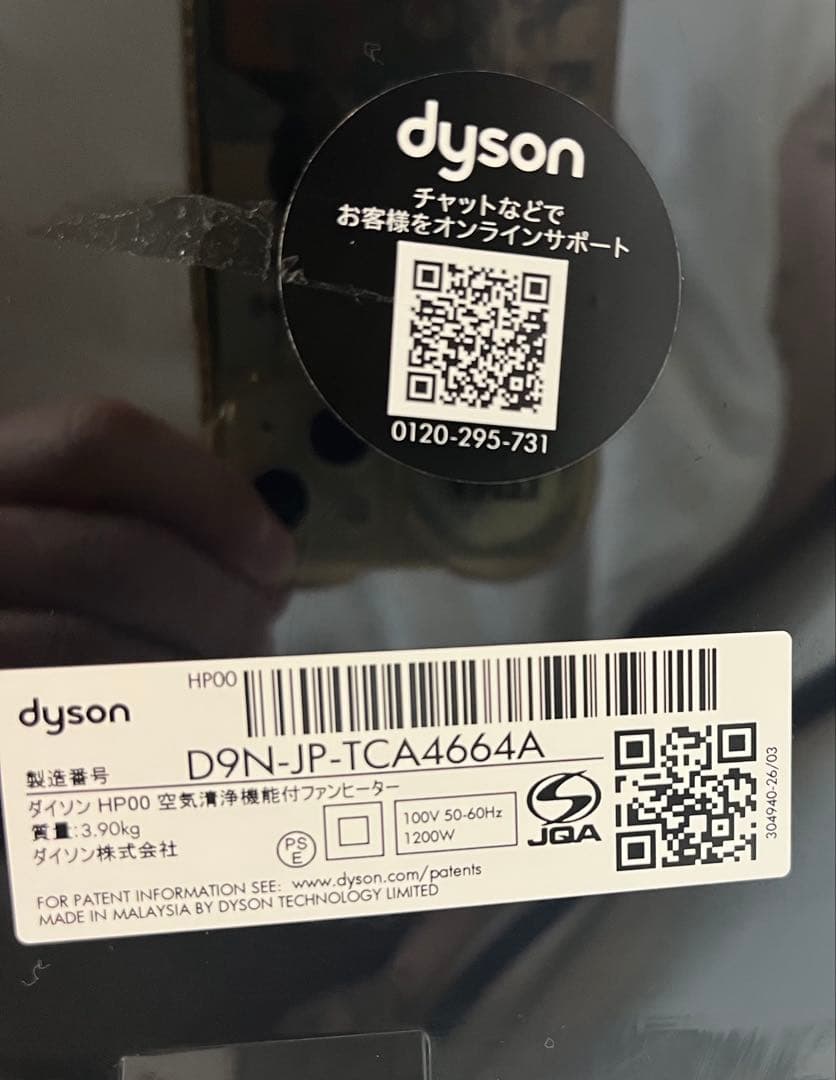 dyson
チャットなどで
お客様をオンラインサポート
0120-295-731
dyson
HP00
製造番号
D9N-JP-TCA4664A
ダイソン HP00 空気清浄機能付ファンヒーター
質量:3.90kg
ダイソン株式会社
PS
E
100V 50-60Hz
1200W
JQA
304940-26/03
FOR PATENT INFORMATION SEE: www.dyson.com/patents
MADE IN MALAYSIA BY DYSON TECHNOLOGY LIMITED